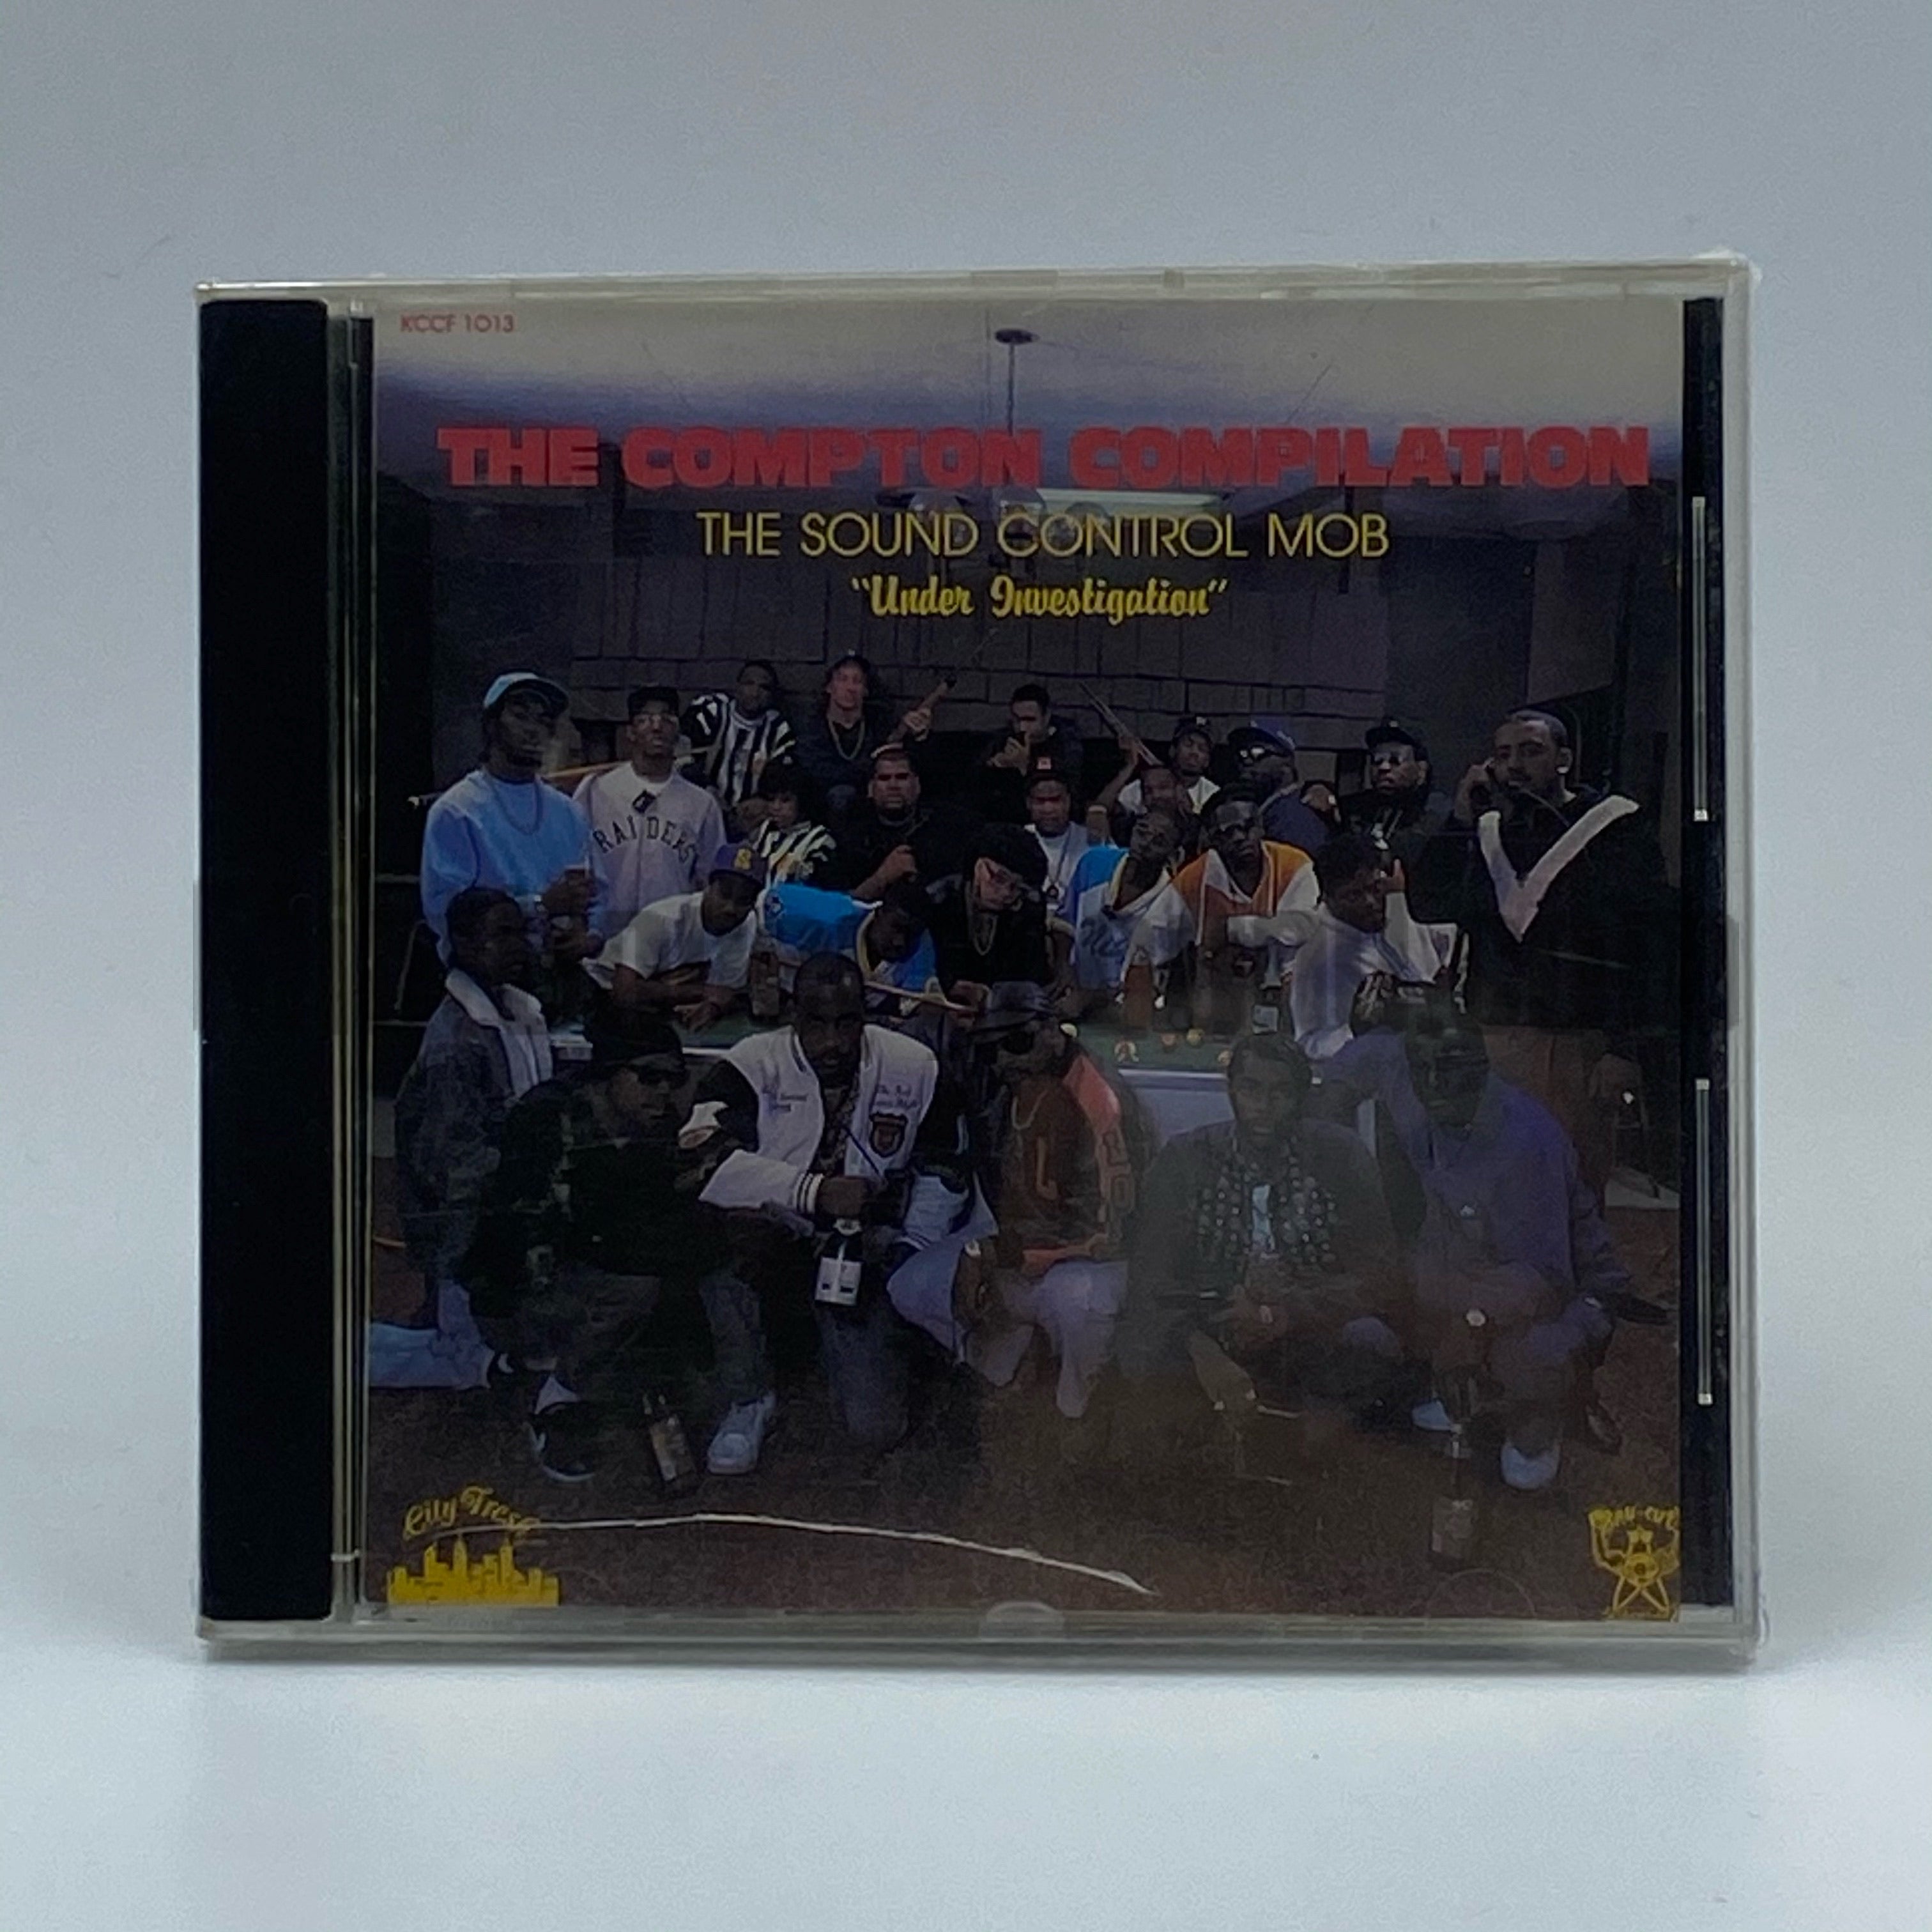 KCCF 1013
THE COMPTON COMPILATION
THE SOUND CONTROL MOB
"Under Investigation"
RAIDERS
S
City Fresh